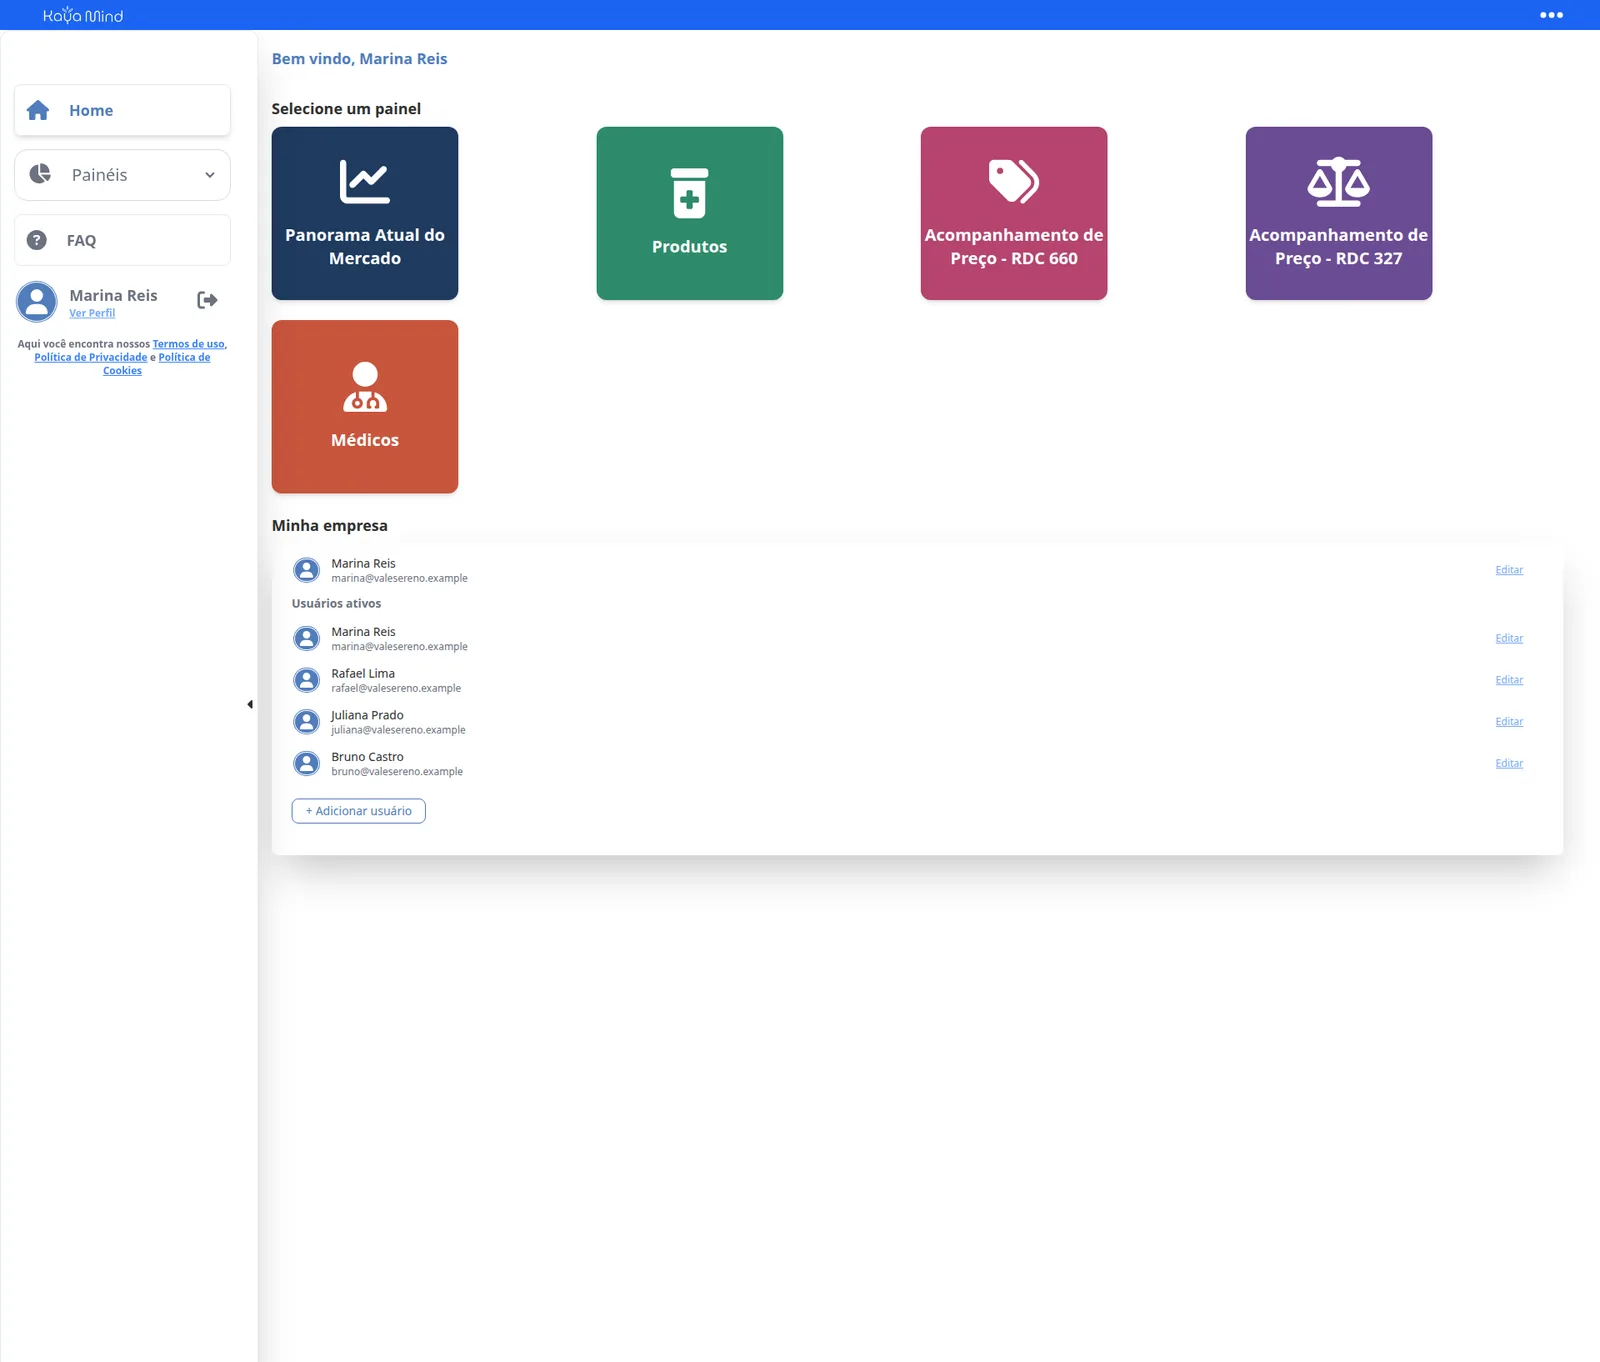 Kaya Mind
Home
Painéis
FAQ
Marina Reis
Ver Perfil
Aqui você encontra nossos Termos de uso,
Política de Privacidade e Política de
Cookies
Bem vindo, Marina Reis
Selecione um painel
Panorama Atual do
Mercado
Produtos
Acompanhamento de
Preço - RDC 660
Acompanhamento de
Preço - RDC 327
Médicos
Minha empresa
Marina Reis
marina@valesereno.example
Editar
Usuários ativos
Marina Reis
marina@valesereno.example
Editar
Rafael Lima
rafael@valesereno.example
Editar
Juliana Prado
juliana@valesereno.example
Editar
Bruno Castro
bruno@valesereno.example
Editar
+ Adicionar usuário